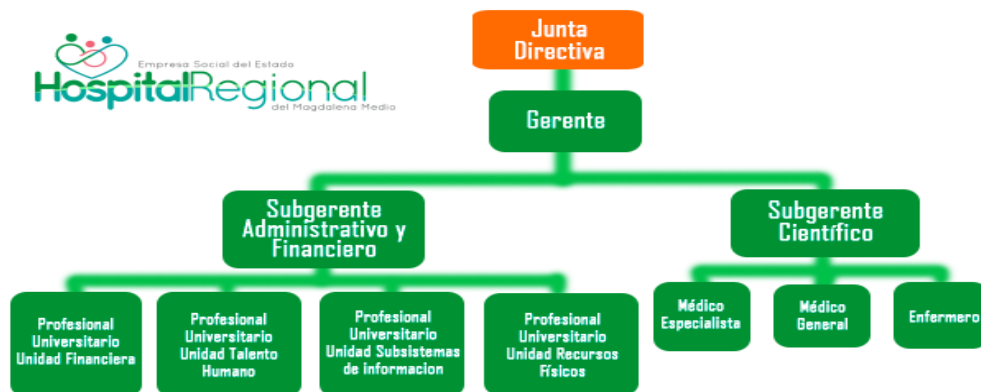 Empresa Social del Estado
HospitalRegional
del Magdalena Medio
Junta
Directiva
Gerente
Subgerente
Administrativo y
Financiero
Subgerente
Científico
Profesional
Universitario
Unidad Financiera
Profesional
Universitario
Unidad Talento
Humano
Profesional
Universitario
Unidad Subsistemas
de informacion
Profesional
Universitario
Unidad Recursos
Físicos
Médico
Especialista
Médico
General
Enfermero